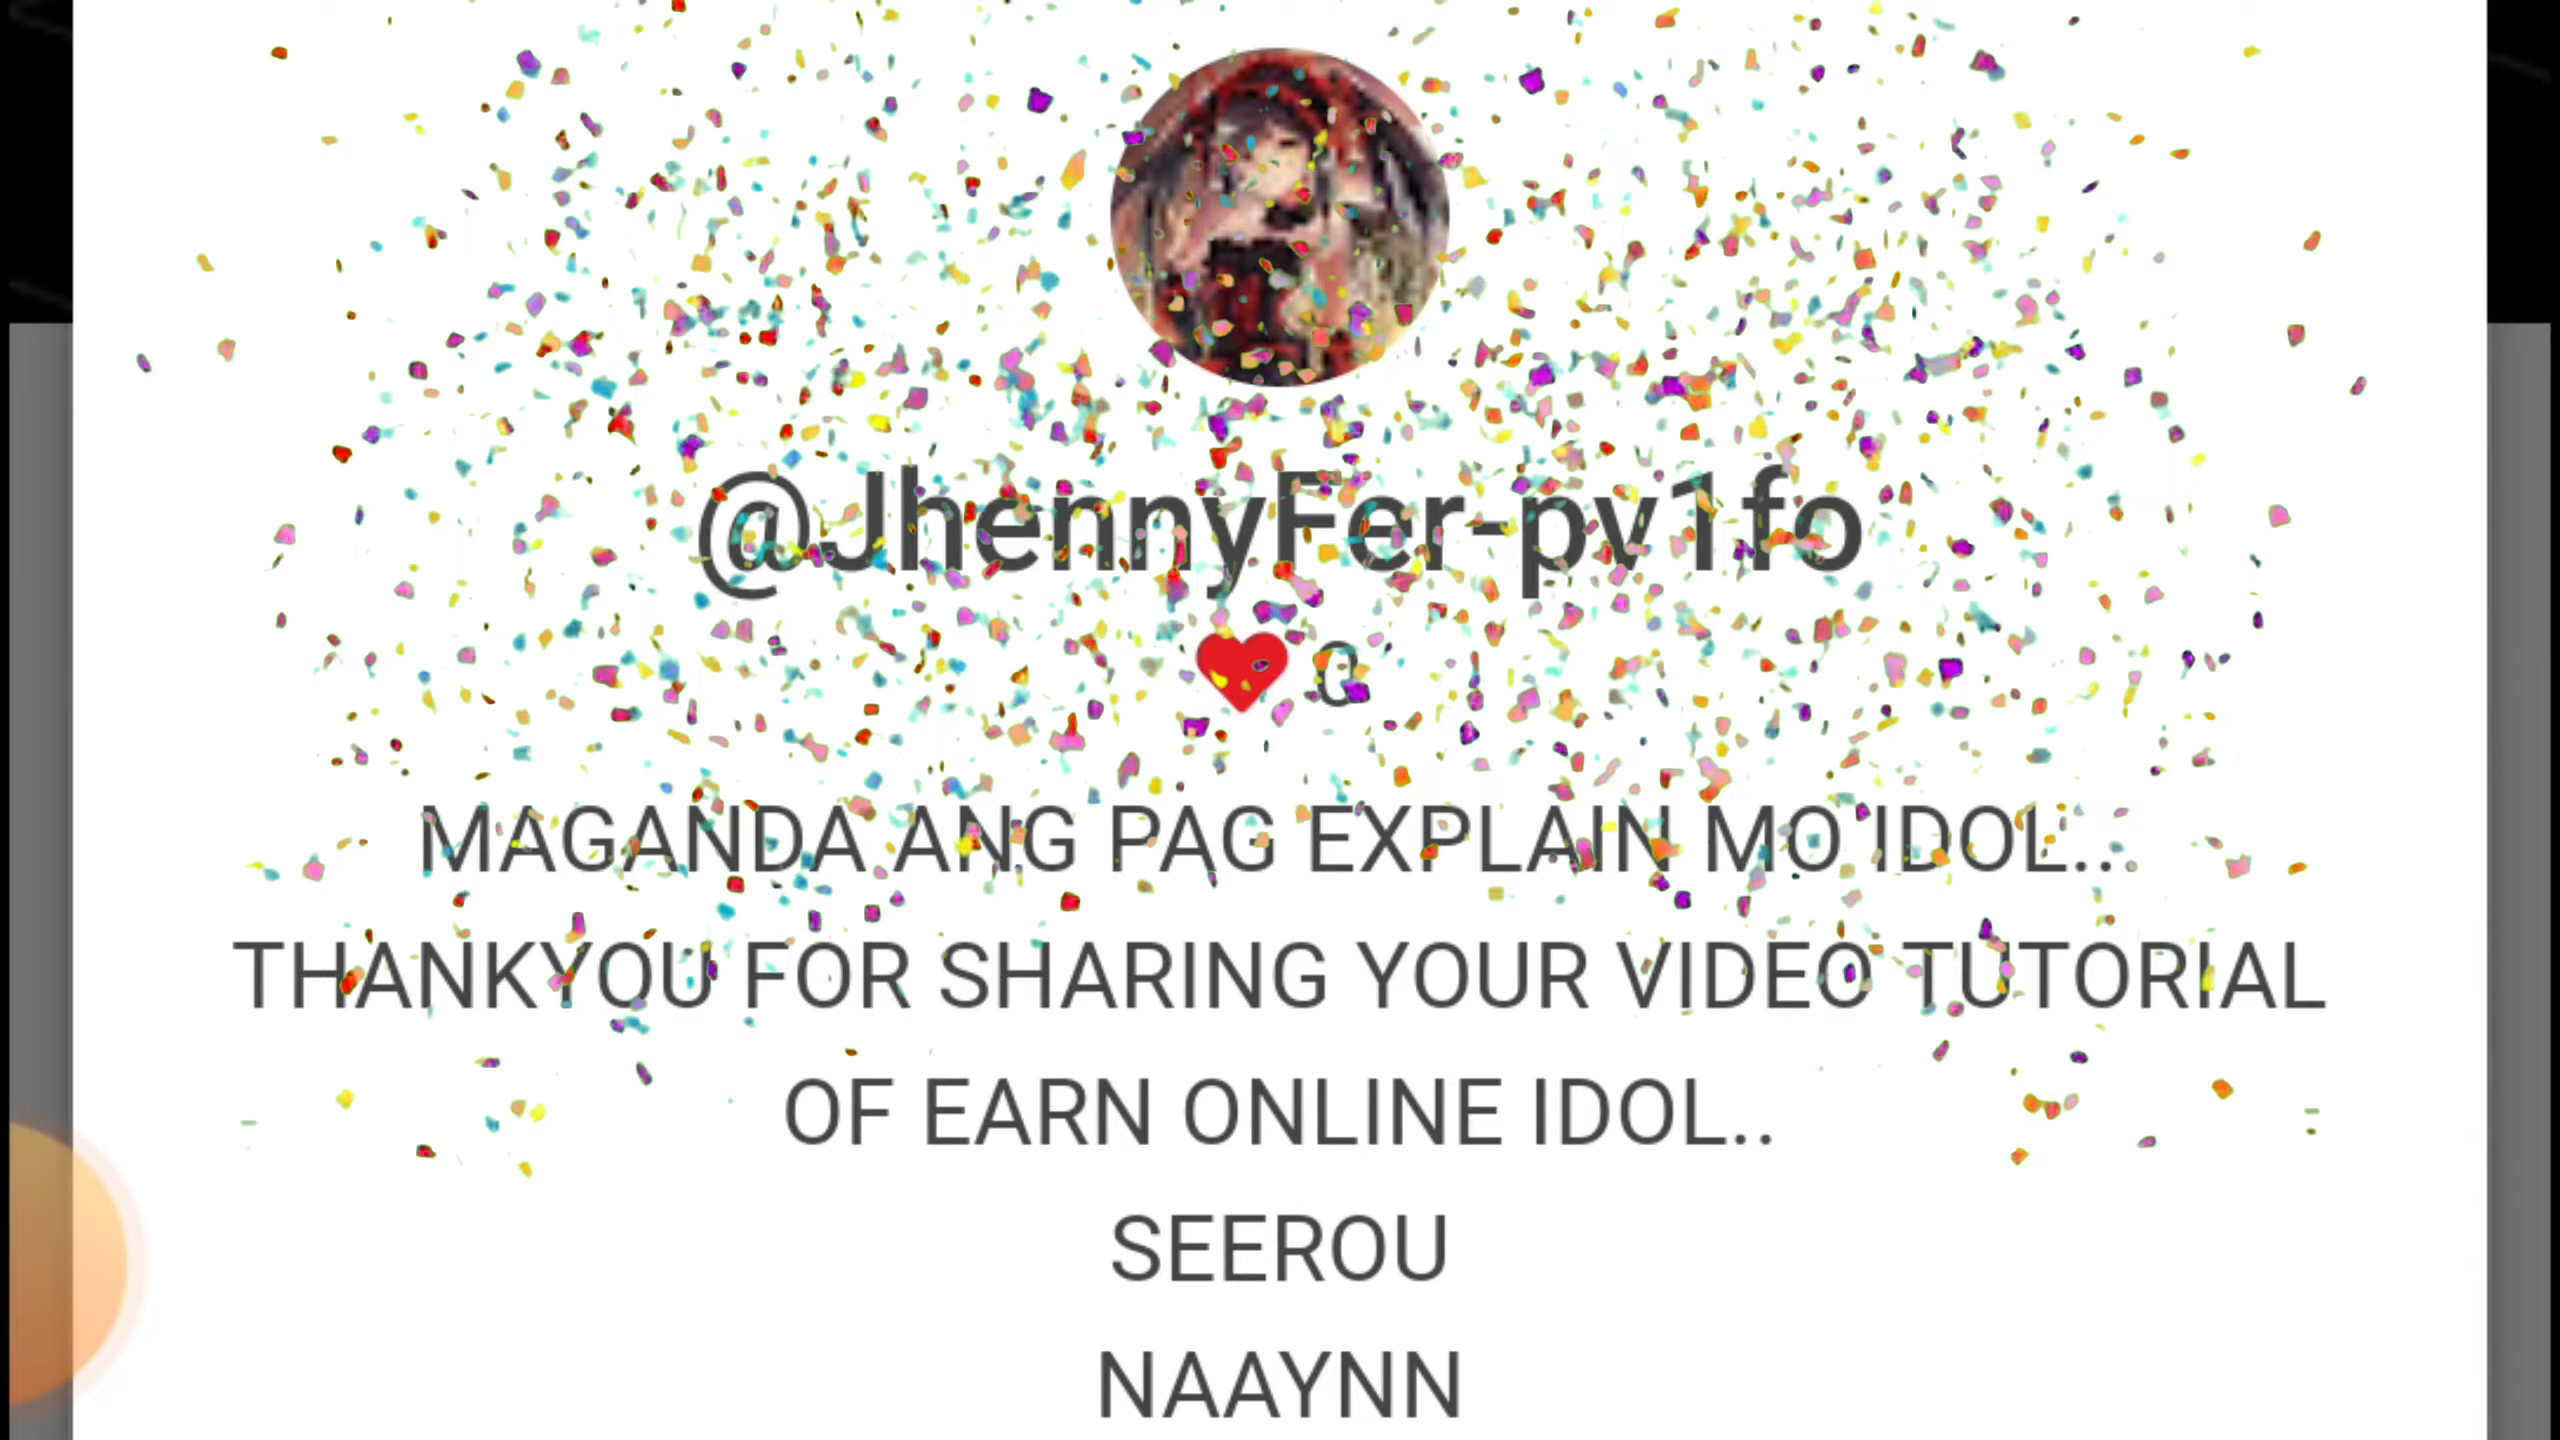 @JhennyFer-pv1fo
❤ 0
MAGANDA ANG PAG EXPLAIN MO IDOL...
THANKYOU FOR SHARING YOUR VIDEO TUTORIAL
OF EARN ONLINE IDOL..
SEEROU
NAAYNN